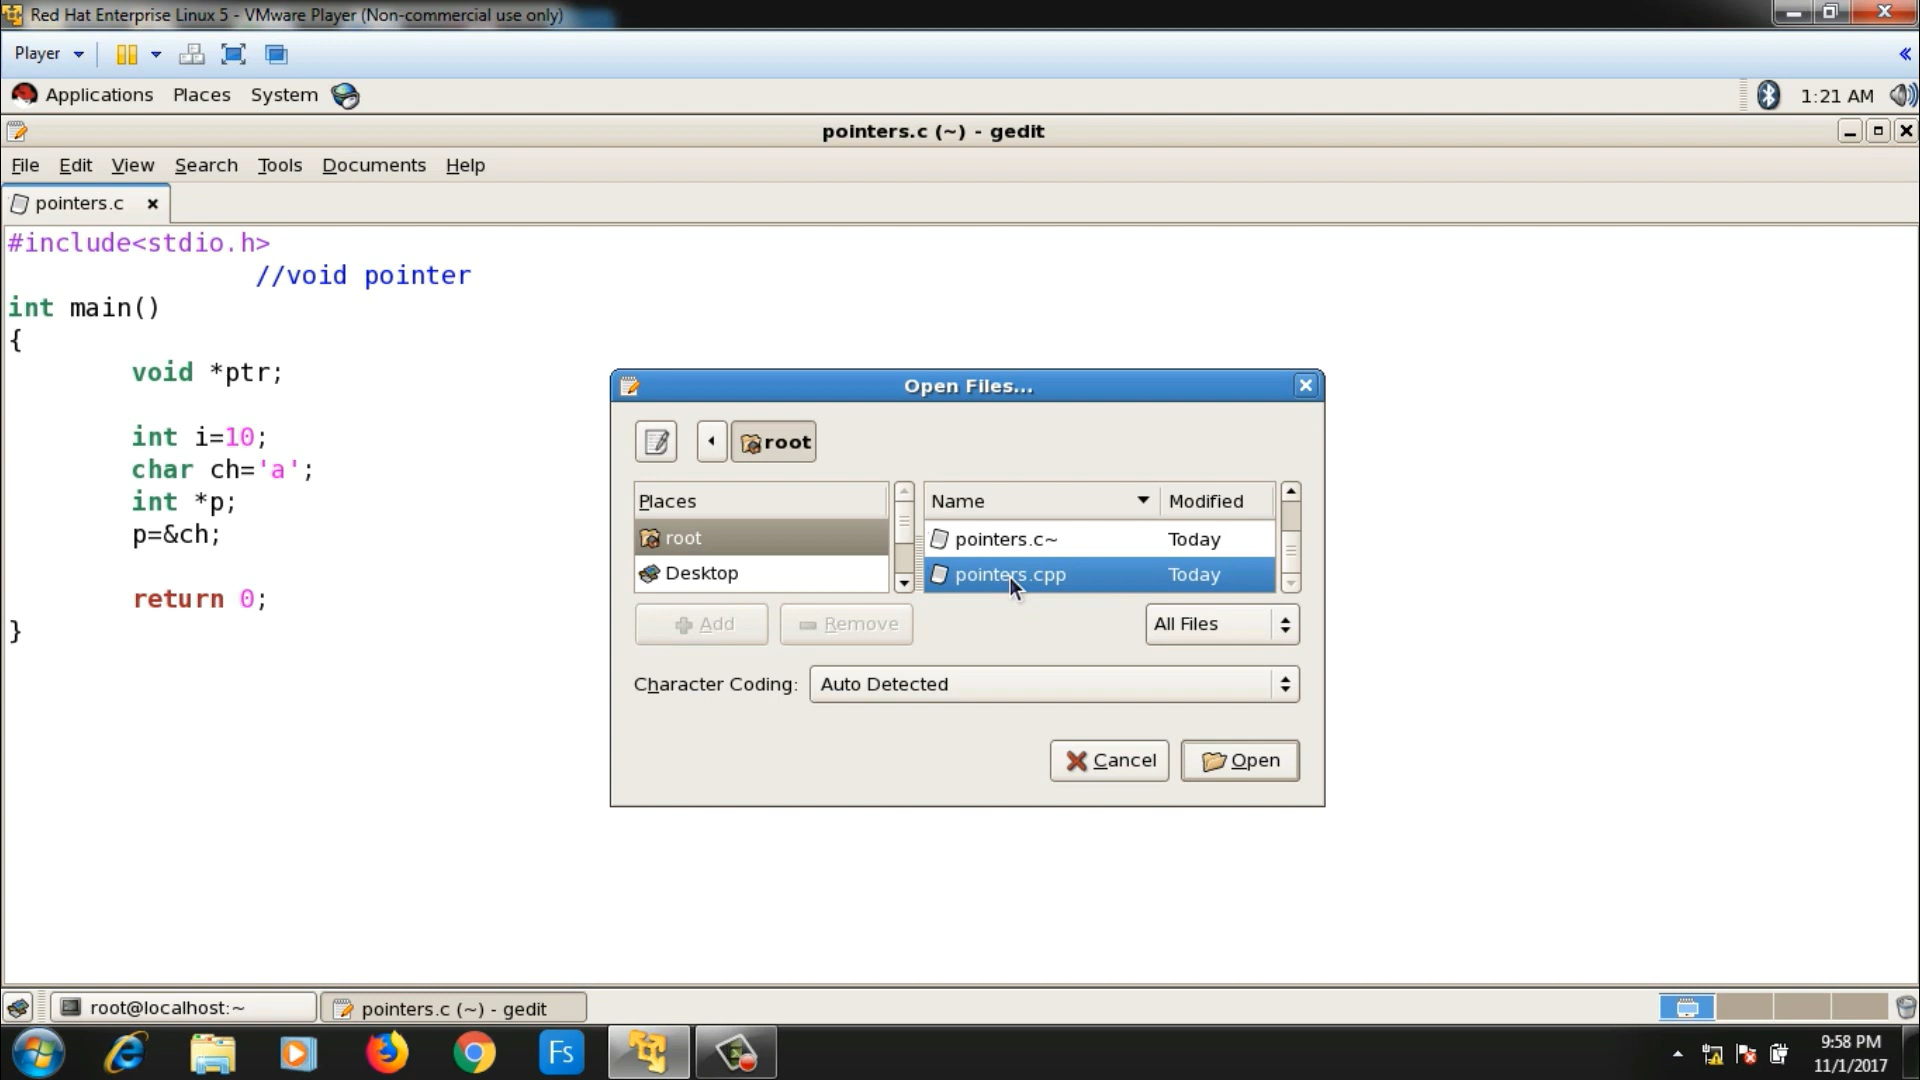 Red Hat Enterprise Linux 5 - VMware Player (Non-commercial use only)
Player
Applications Places System 1:21 AM
pointers.c (~) - gedit
File Edit View Search Tools Documents Help
pointers.c
#include<stdio.h>
//void pointer
int main()
{
void *ptr;
int i=10;
char ch='a';
int *p;
p=&ch;
return 0;
}
Open Files...
root
Places
root
Desktop
Name Modified
pointers.c~ Today
pointers.cpp Today
Add Remove All Files
Character Coding: Auto Detected
Cancel Open
root@localhost:~ pointers.c (~) - gedit
Fs
9:58 PM
11/1/2017